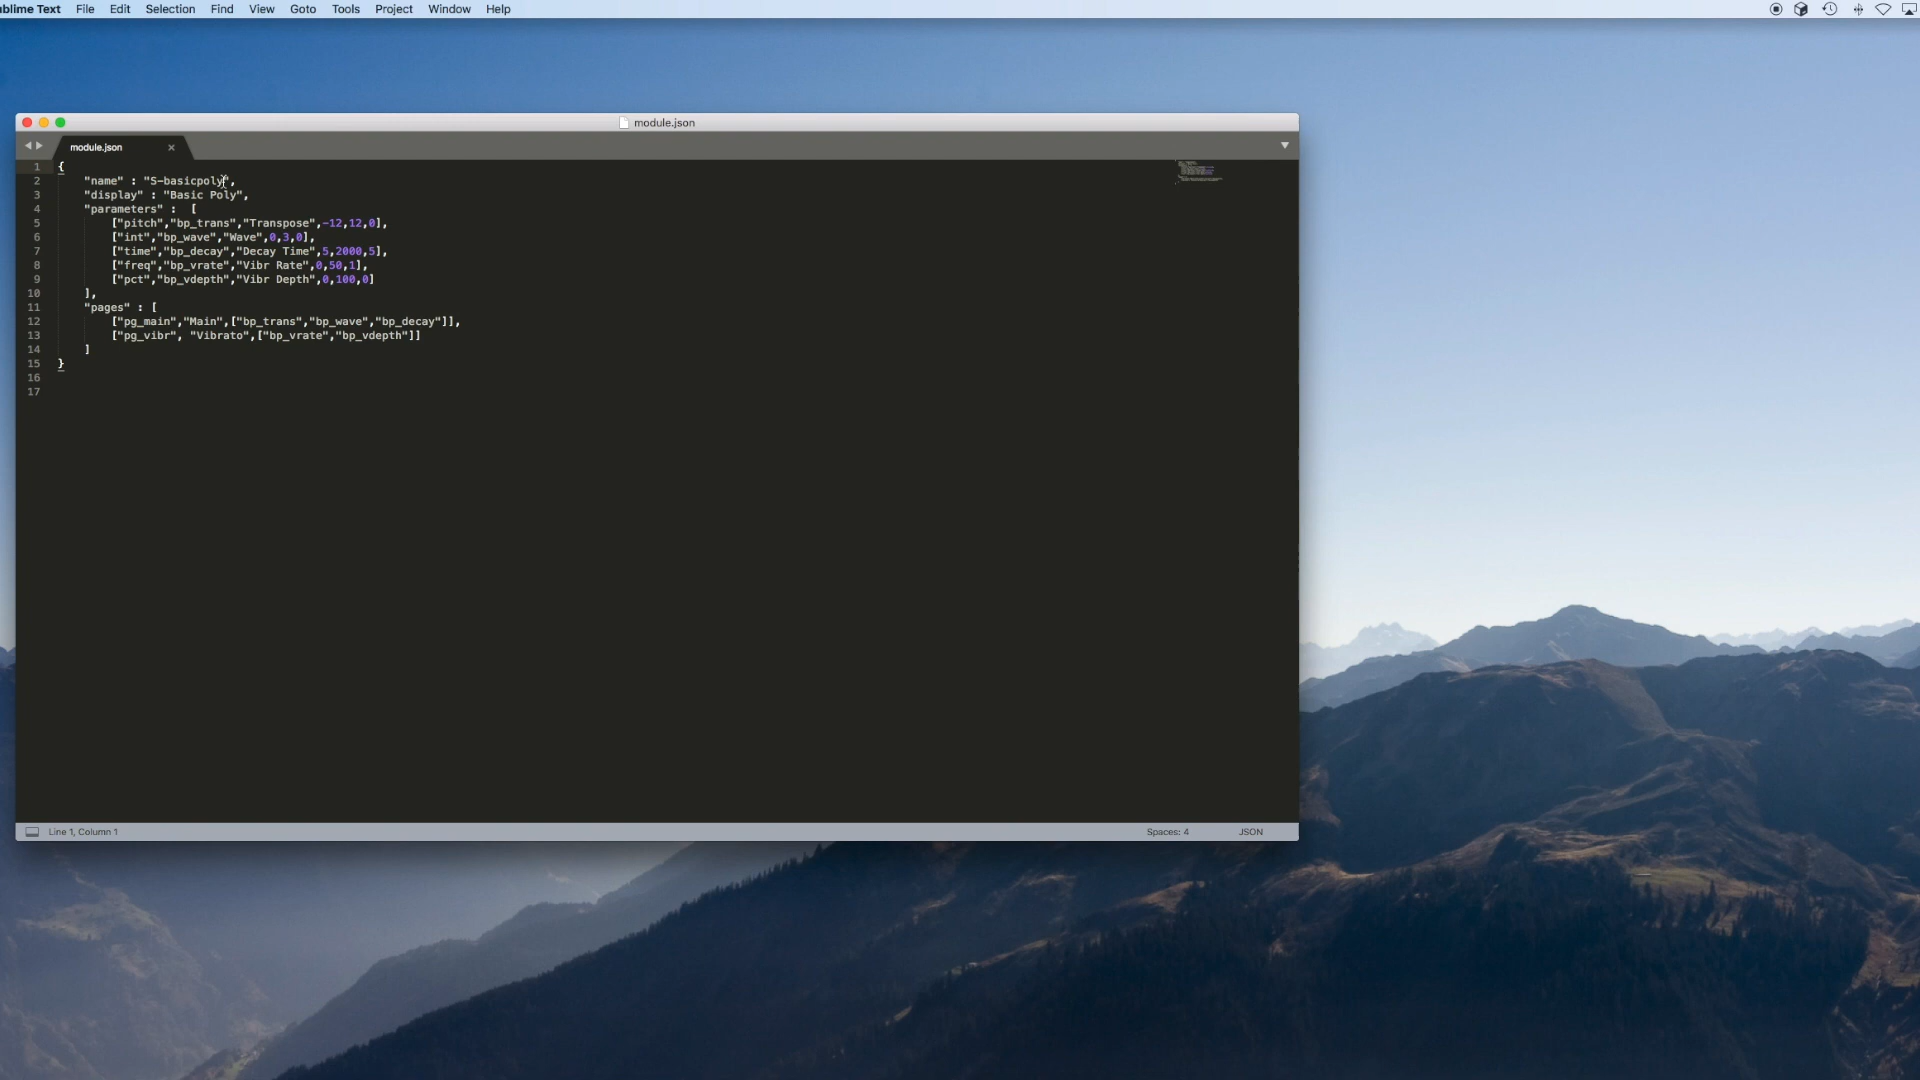 blime Text File Edit Selection Find View Goto Tools Project Window Help
module.json
module.json
1 {
2 "name" : "S-basicpoly",
3 "display" : "Basic Poly",
4 "parameters" : [
5 ["pitch","bp_trans","Transpose",-12,12,0],
6 ["int","bp_wave","Wave",0,3,0],
7 ["time","bp_decay","Decay Time",5,2000,5],
8 ["freq","bp_vrate","Vibr Rate",0,50,1],
9 ["pct","bp_vdepth","Vibr Depth",0,100,0]
10 ],
11 "pages" : [
12 ["pg_main","Main",["bp_trans","bp_wave","bp_decay"]],
13 ["pg_vibr", "Vibrato",["bp_vrate","bp_vdepth"]]
14 ]
15 }
16
17
Line 1, Column 1 Spaces: 4 JSON